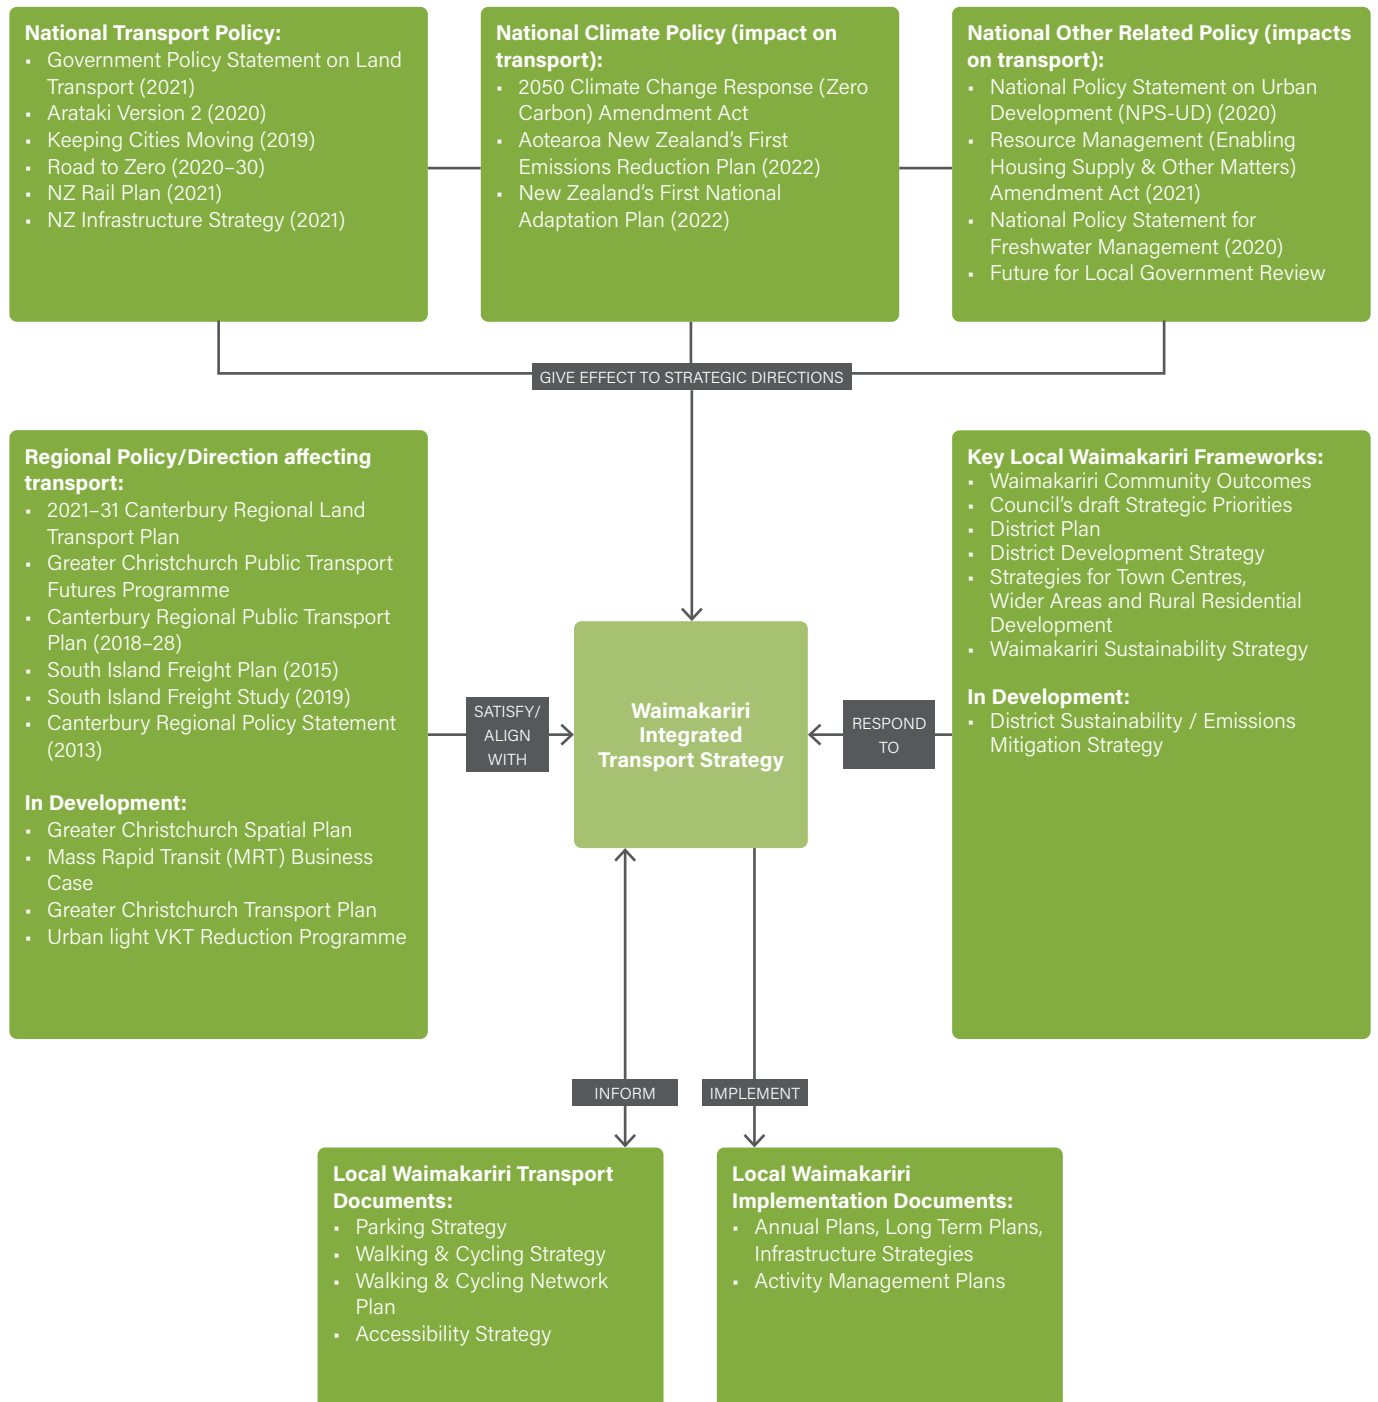 National Transport Policy:
• Government Policy Statement on Land
Transport (2021)
• Arataki Version 2 (2020)
• Keeping Cities Moving (2019)
• Road to Zero (2020–30)
• NZ Rail Plan (2021)
• NZ Infrastructure Strategy (2021)
National Climate Policy (impact on
transport):
• 2050 Climate Change Response (Zero
Carbon) Amendment Act
• Aotearoa New Zealand's First
Emissions Reduction Plan (2022)
• New Zealand's First National
Adaptation Plan (2022)
National Other Related Policy (impacts
on transport):
• National Policy Statement on Urban
Development (NPS-UD) (2020)
• Resource Management (Enabling
Housing Supply & Other Matters)
Amendment Act (2021)
• National Policy Statement for
Freshwater Management (2020)
• Future for Local Government Review
GIVE EFFECT TO STRATEGIC DIRECTIONS
Regional Policy/Direction affecting
transport:
• 2021–31 Canterbury Regional Land
Transport Plan
• Greater Christchurch Public Transport
Futures Programme
• Canterbury Regional Public Transport
Plan (2018–28)
• South Island Freight Plan (2015)
• South Island Freight Study (2019)
• Canterbury Regional Policy Statement
(2013)
In Development:
• Greater Christchurch Spatial Plan
• Mass Rapid Transit (MRT) Business
Case
• Greater Christchurch Transport Plan
• Urban light VKT Reduction Programme
SATISFY/
ALIGN
WITH
Waimakariri
Integrated
Transport Strategy
RESPOND
TO
Key Local Waimakariri Frameworks:
• Waimakariri Community Outcomes
• Council's draft Strategic Priorities
• District Plan
• District Development Strategy
• Strategies for Town Centres,
Wider Areas and Rural Residential
Development
• Waimakariri Sustainability Strategy
In Development:
• District Sustainability / Emissions
Mitigation Strategy
INFORM
IMPLEMENT
Local Waimakariri Transport
Documents:
• Parking Strategy
• Walking & Cycling Strategy
• Walking & Cycling Network
Plan
• Accessibility Strategy
Local Waimakariri
Implementation Documents:
• Annual Plans, Long Term Plans,
Infrastructure Strategies
• Activity Management Plans